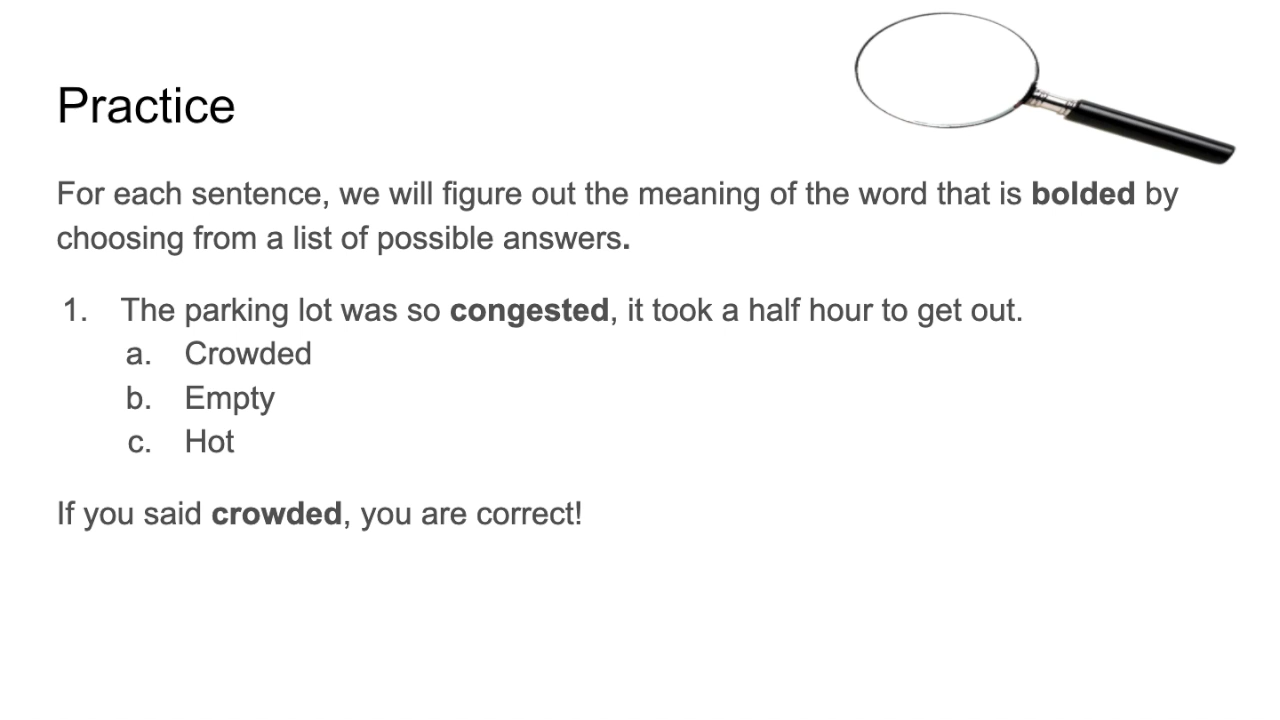 Practice
For each sentence, we will figure out the meaning of the word that is bolded by
choosing from a list of possible answers.
1. The parking lot was so congested, it took a half hour to get out.
a. Crowded
b. Empty
c. Hot
If you said crowded, you are correct!